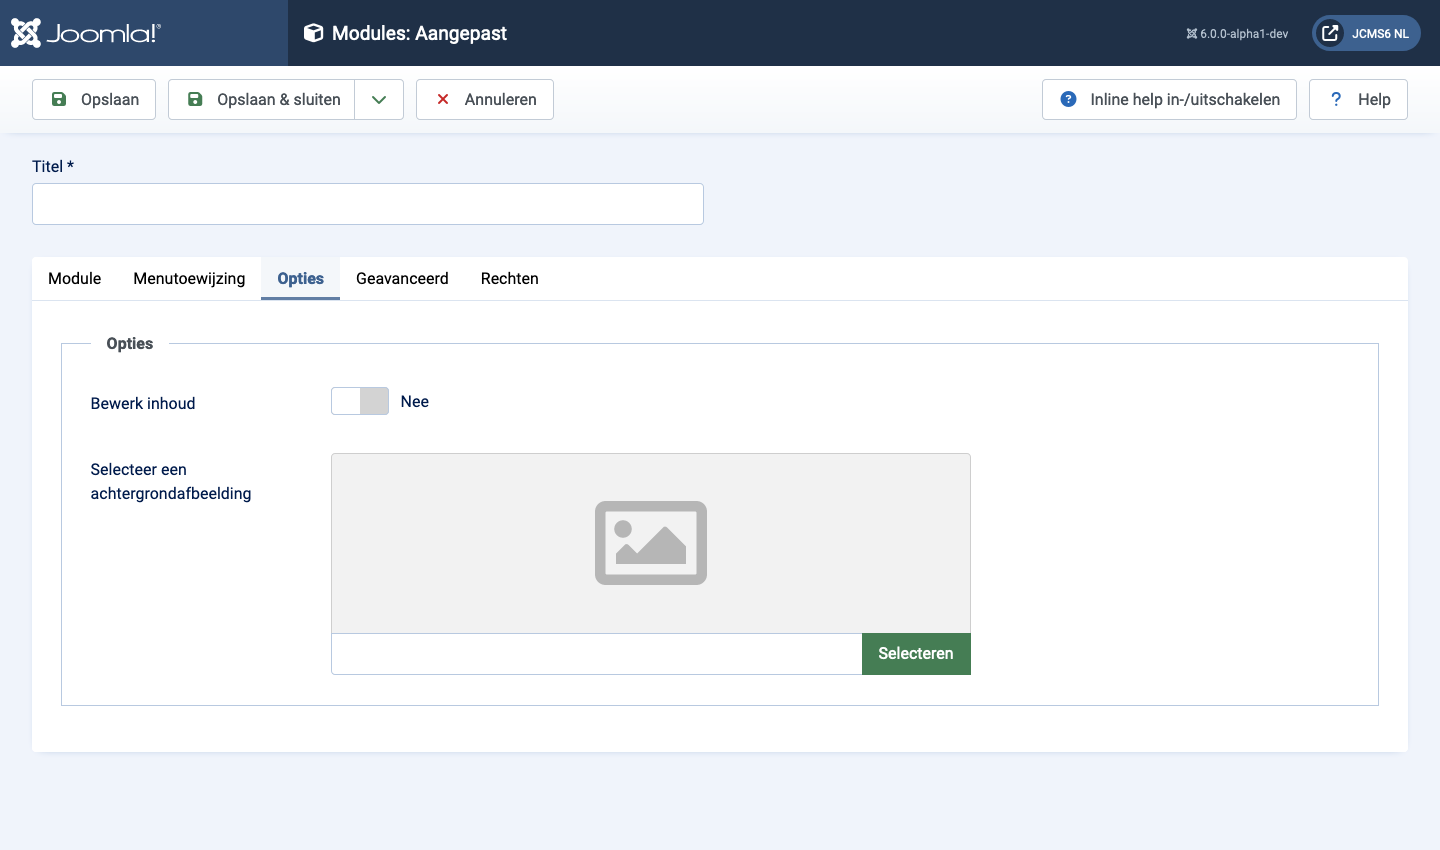 Joomla!®
Modules: Aangepast
6.0.0-alpha1-dev
JCMS6 NL
Opslaan
Opslaan & sluiten
Annuleren
Inline help in-/uitschakelen
? Help
Titel *
Module
Menutoewijzing
Opties
Geavanceerd
Rechten
Opties
Bewerk inhoud
Nee
Selecteer een
achtergrondafbeelding
Selecteren